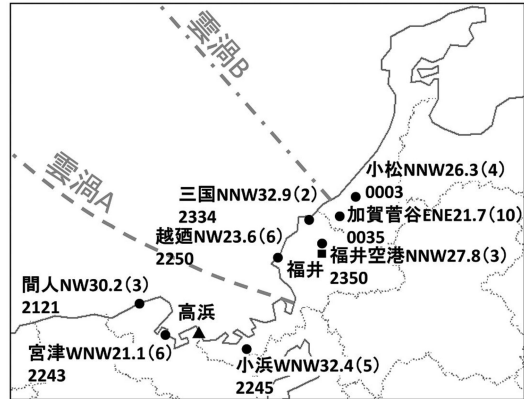 雲渦B
雲渦A
小松NNW26.3(4)
0003
三国NNW32.9(2)
2334
加賀菅谷ENE21.7(10)
0035
越廼NW23.6(6)
2250
福井
福井空港NNW27.8(3)
2350
間人NW30.2(3)
2121
高浜
宮津WNW21.1(6)
2243
小浜WNW32.4(5)
2245